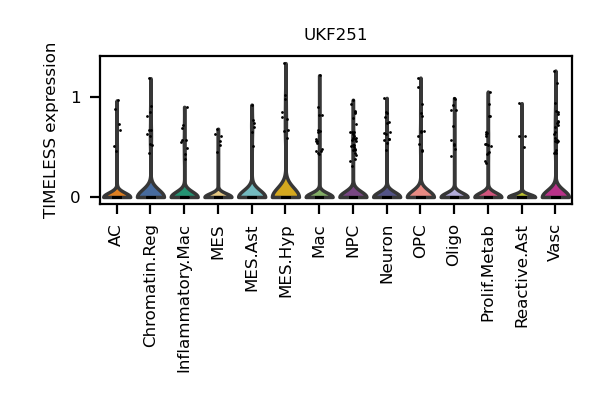 UKF251
TIMELESS expression
1
0
AC
Chromatin.Reg
Inflammatory.Mac
MES
MES.Ast
MES.Hyp
Mac
NPC
Neuron
OPC
Oligo
Prolif.Metab
Reactive.Ast
Vasc